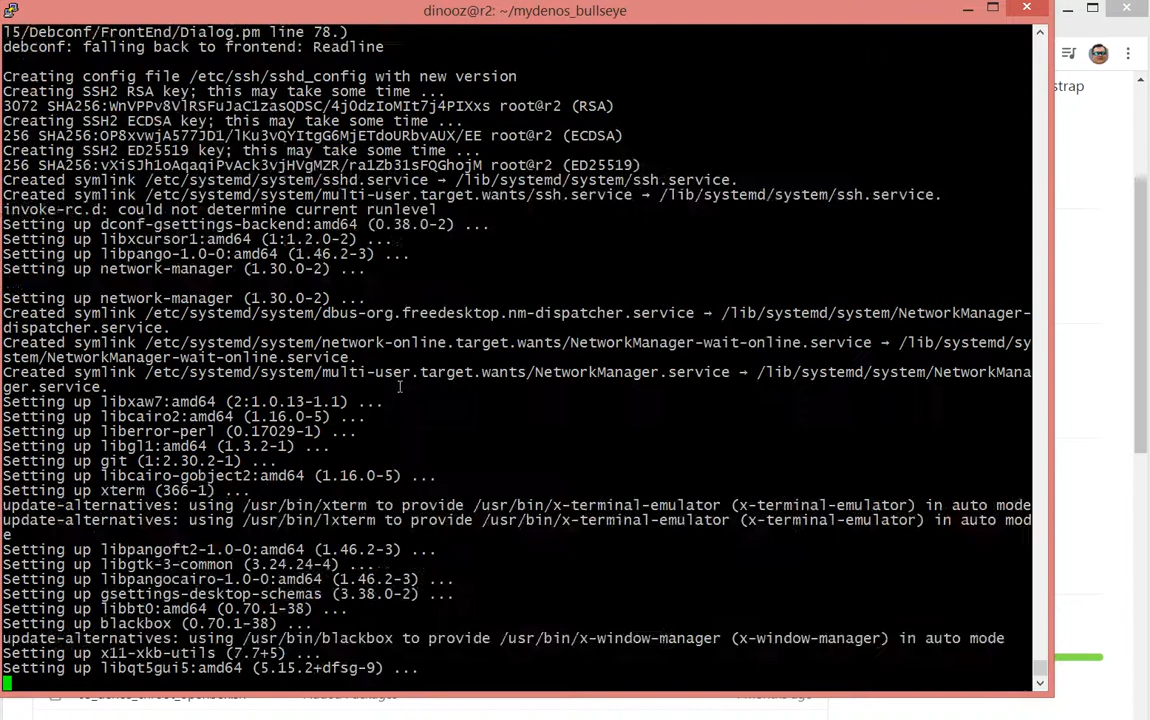 dinooz@r2: ~/mydenos_bullseye
l5/Debconf/FrontEnd/Dialog.pm line 78.)
debconf: falling back to frontend: Readline
Creating config file /etc/ssh/sshd_config with new version
Creating SSH2 RSA key; this may take some time ...
3072 SHA256:WnVPPv8VlRSFuJaC1zasQDSC/4jOdzIoMIt7j4PIXxs root@r2 (RSA)
Creating SSH2 ECDSA key; this may take some time ...
256 SHA256:OP8xvwjA577JD1/lKu3vQYItgG6MjETdoURbvAUX/EE root@r2 (ECDSA)
Creating SSH2 ED25519 key; this may take some time ...
256 SHA256:vXiSJh1oAqaqiPvAck3vjHVgMZR/ra1Zb31sFQGhojM root@r2 (ED25519)
Created symlink /etc/systemd/system/sshd.service → /lib/systemd/system/ssh.service.
Created symlink /etc/systemd/system/multi-user.target.wants/ssh.service → /lib/systemd/system/ssh.service.
invoke-rc.d: could not determine current runlevel
Setting up dconf-gsettings-backend:amd64 (0.38.0-2) ...
Setting up libxcursor1:amd64 (1:1.2.0-2) ...
Setting up libpango-1.0-0:amd64 (1.46.2-3) ...
Setting up network-manager (1.30.0-2) ...
...
Setting up network-manager (1.30.0-2) ...
Created symlink /etc/systemd/system/dbus-org.freedesktop.nm-dispatcher.service → /lib/systemd/system/NetworkManager-
dispatcher.service.
Created symlink /etc/systemd/system/network-online.target.wants/NetworkManager-wait-online.service → /lib/systemd/sy
stem/NetworkManager-wait-online.service.
Created symlink /etc/systemd/system/multi-user.target.wants/NetworkManager.service → /lib/systemd/system/NetworkMana
ger.service.
Setting up libxaw7:amd64 (2:1.0.13-1.1) ...
Setting up libcairo2:amd64 (1.16.0-5) ...
Setting up liberror-perl (0.17029-1) ...
Setting up libgl1:amd64 (1.3.2-1) ...
Setting up git (1:2.30.2-1) ...
Setting up libcairo-gobject2:amd64 (1.16.0-5) ...
Setting up xterm (366-1) ...
update-alternatives: using /usr/bin/xterm to provide /usr/bin/x-terminal-emulator (x-terminal-emulator) in auto mode
update-alternatives: using /usr/bin/lxterm to provide /usr/bin/x-terminal-emulator (x-terminal-emulator) in auto mod
e
Setting up libpangoft2-1.0-0:amd64 (1.46.2-3) ...
Setting up libgtk-3-common (3.24.24-4) ...
Setting up libpangocairo-1.0-0:amd64 (1.46.2-3) ...
Setting up gsettings-desktop-schemas (3.38.0-2) ...
Setting up libbt0:amd64 (0.70.1-38) ...
Setting up blackbox (0.70.1-38) ...
update-alternatives: using /usr/bin/blackbox to provide /usr/bin/x-window-manager (x-window-manager) in auto mode
Setting up x11-xkb-utils (7.7+5) ...
Setting up libqt5gui5:amd64 (5.15.2+dfsg-9) ...
strap